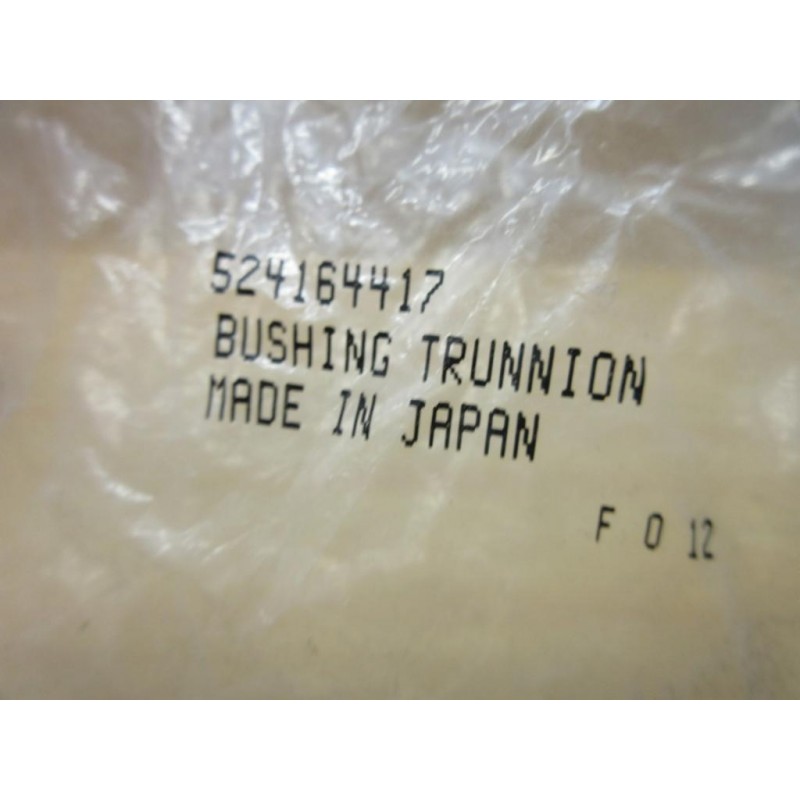 524164417
BUSHING TRUNNION
MADE IN JAPAN
F 0 12